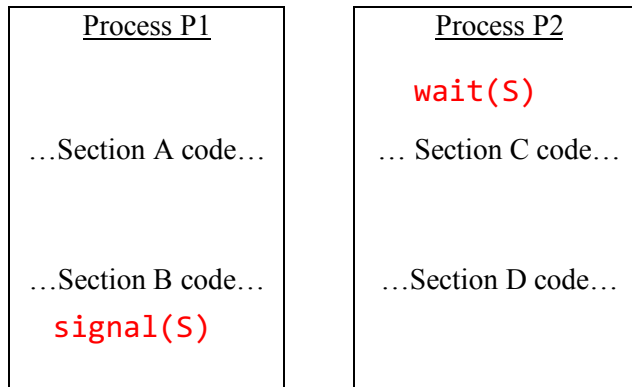 Process P1
…Section A code…
…Section B code…
signal(S)
Process P2
wait(S)
… Section C code…
…Section D code…